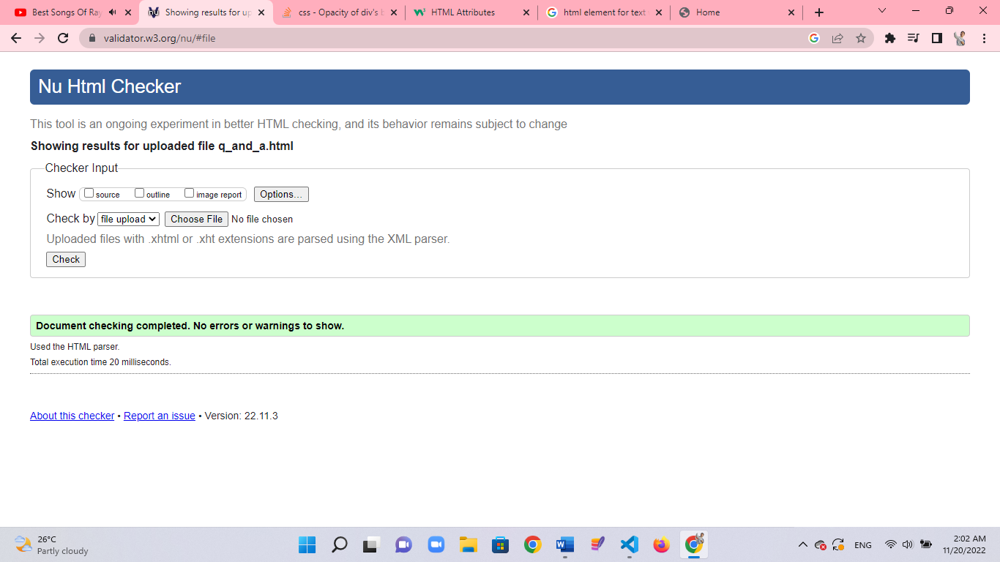 Best Songs Of Ray
Showing results for up
css - Opacity of div's b
HTML Attributes
html element for text
Home
validator.w3.org/nu/#file
Nu Html Checker
This tool is an ongoing experiment in better HTML checking, and its behavior remains subject to change
Showing results for uploaded file q_and_a.html
Checker Input
Show source outline image report Options...
Check by file upload Choose File No file chosen
Uploaded files with .xhtml or .xht extensions are parsed using the XML parser.
Check
Document checking completed. No errors or warnings to show.
Used the HTML parser.
Total execution time 20 milliseconds.
About this checker • Report an issue • Version: 22.11.3
26°C
Partly cloudy
ENG
2:02 AM
11/20/2022